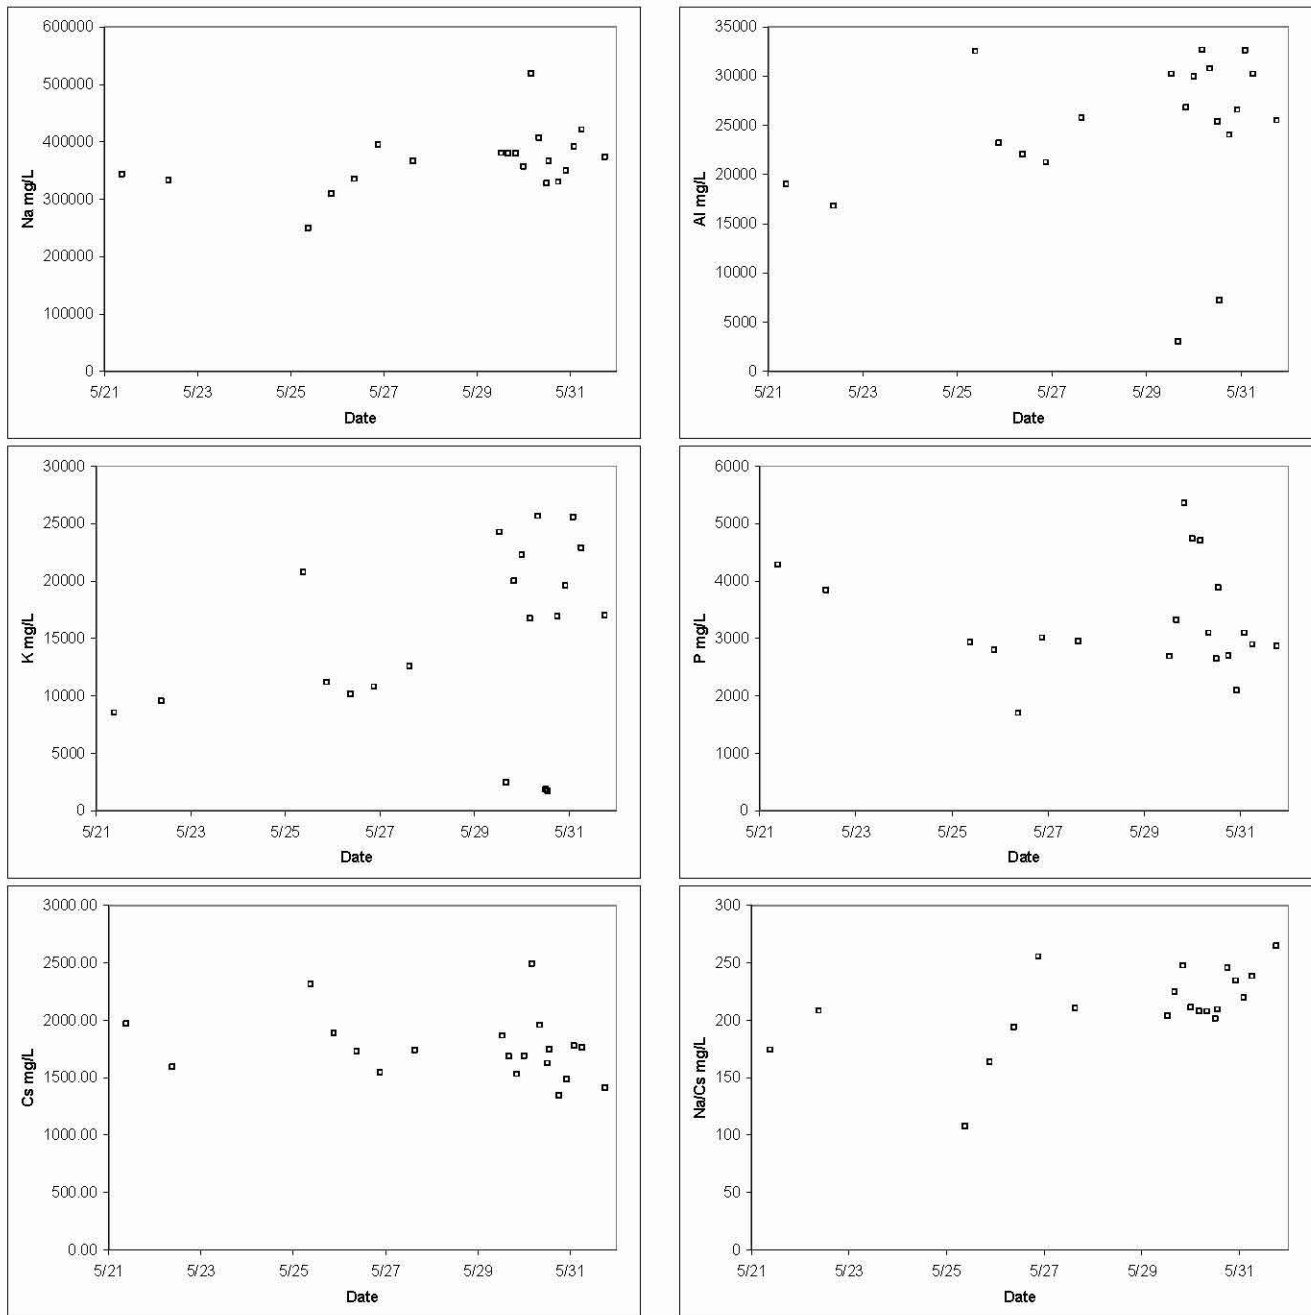 600000
500000
400000
300000
200000
100000
0
Na mg/L
5/21 5/23 5/25 5/27 5/29 5/31
Date
35000
30000
25000
20000
15000
10000
5000
0
Al mg/L
5/21 5/23 5/25 5/27 5/29 5/31
Date
30000
25000
20000
15000
10000
5000
0
K mg/L
5/21 5/23 5/25 5/27 5/29 5/31
Date
6000
5000
4000
3000
2000
1000
0
P mg/L
5/21 5/23 5/25 5/27 5/29 5/31
Date
3000.00
2500.00
2000.00
1500.00
1000.00
500.00
0.00
Cs mg/L
5/21 5/23 5/25 5/27 5/29 5/31
Date
300
250
200
150
100
50
0
Na/Cs mg/L
5/21 5/23 5/25 5/27 5/29 5/31
Date